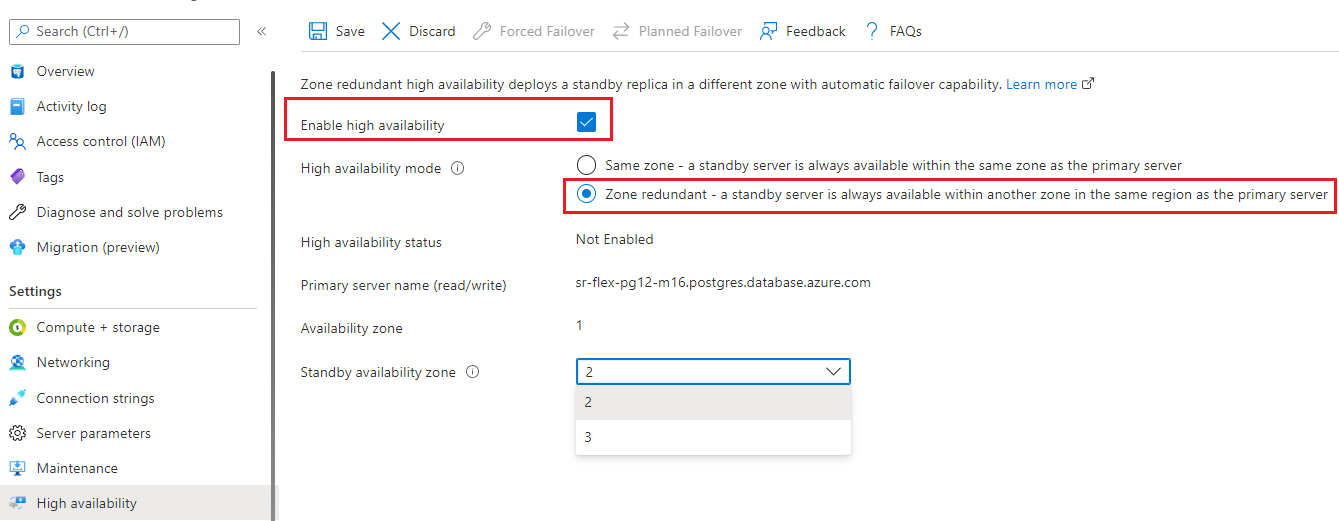 Search (Ctrl+/)
«
Save
Discard
Forced Failover
Planned Failover
Feedback
FAQs
Overview
Activity log
Access control (IAM)
Tags
Diagnose and solve problems
Migration (preview)
Settings
Compute + storage
Networking
Connection strings
Server parameters
Maintenance
High availability
Zone redundant high availability deploys a standby replica in a different zone with automatic failover capability. Learn more
Enable high availability
High availability mode
Same zone - a standby server is always available within the same zone as the primary server
Zone redundant - a standby server is always available within another zone in the same region as the primary server
High availability status
Not Enabled
Primary server name (read/write)
sr-flex-pg12-m16.postgres.database.azure.com
Availability zone
1
Standby availability zone
2
2
3